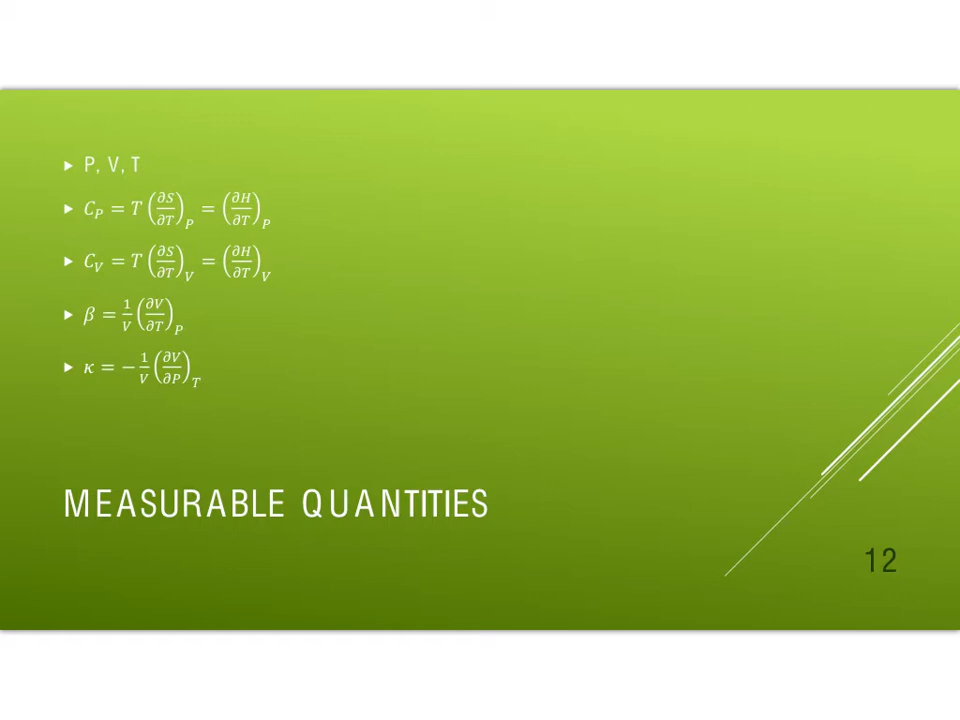 P, V, T
C_P = T (∂S/∂T)_P = (∂H/∂T)_P
C_V = T (∂S/∂T)_V = (∂H/∂T)_V
β = 1/V (∂V/∂T)_P
κ = − 1/V (∂V/∂P)_T
MEASURABLE QUANTITIES
12